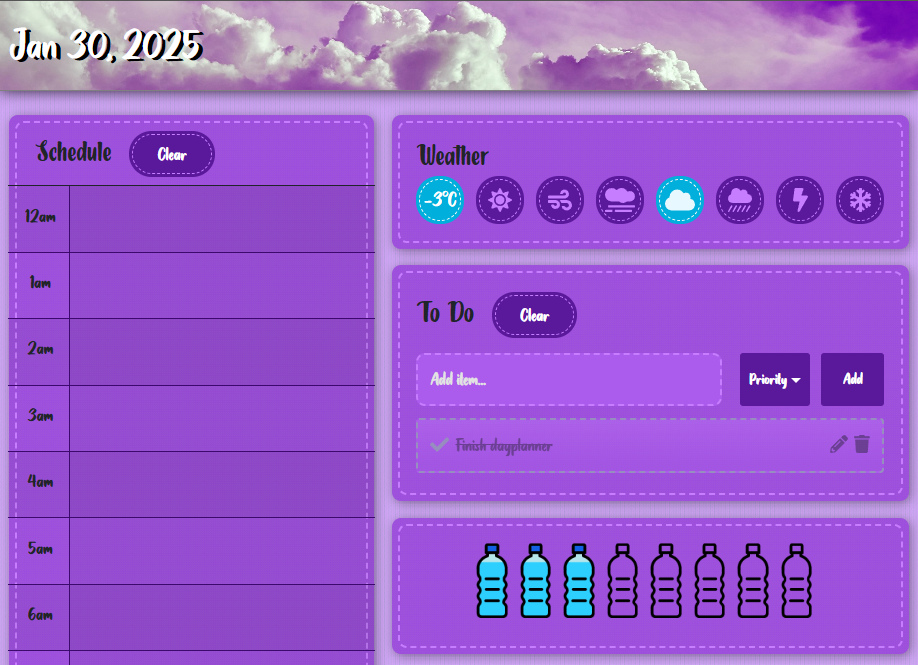 Jan 30, 2025
Schedule
Clear
12am
1am
2am
3am
4am
5am
6am
Weather
-3°C
To Do
Clear
Add item...
Priority
Add
Finish dayplanner